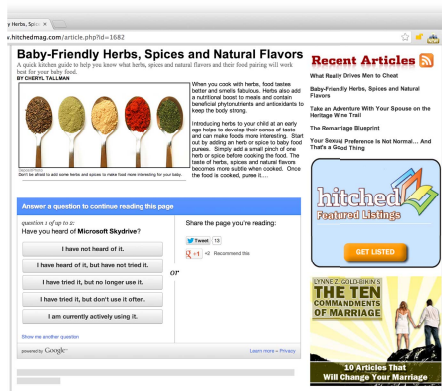 y Herbs, Spices
v.hitchedmag.com/article.php?id=1682
Baby-Friendly Herbs, Spices and Natural Flavors
A quick kitchen guide to help you know what herbs, spices and natural flavors and their food pairing will work
best for your baby food.
BY CHERYL TALLMAN
When you cook with herbs, food tastes
better and smells fabulous. Herbs also add
a nutritional boost to meals and contain
beneficial phytonutrients and antioxidants to
keep the body strong.
Introducing herbs to your child at an early
age helps to develop their sense of taste
and can make foods more interesting. Start
out by adding an herb or spice to baby food
purees. Simply add a small pinch of one
herb or spice before cooking the food. The
taste of herbs, spices and natural flavors
becomes more subtle when cooked. Once
the food is cooked, puree it....
Don't be afraid to add some herbs and spices to make food more interesting for your baby.
Answer a question to continue reading this page
question 1 of up to 2:
Have you heard of Microsoft Skydrive?
I have not heard of it.
I have heard of it, but have not tried it.
I have tried it, but no longer use it.
I have tried it, but don't use it often.
I am currently actively using it.
Show me another question
or
Share the page you're reading:
Tweet 13
+1 +2 Recommend this
powered by Google™
Learn more - Privacy
Recent Articles
What Really Drives Men to Cheat
Baby-Friendly Herbs, Spices and Natural
Flavors
Take an Adventure With Your Spouse on the
Heritage Wine Trail
The Remarriage Blueprint
Your Sexual Preference Is Not Normal... And
That's a Good Thing
hitched
Featured Listings
GET LISTED
LYNNE Z. GOLD-BIKIN'S
THE TEN
COMMANDMENTS
OF MARRIAGE
10 Articles That
Will Change Your Marriage